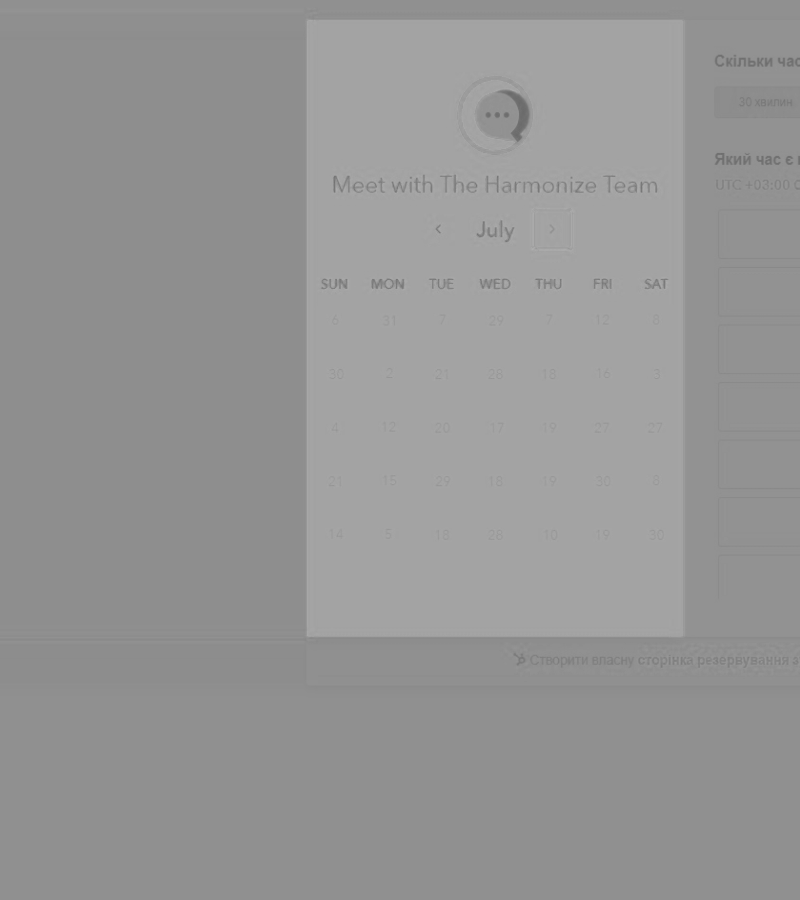 Meet with The Harmonize Team
July
SUN MON TUE WED THU FRI SAT
6 31 7 29 7 12 6
30 2 21 28 18 16 3
4 12 20 17 19 27 27
21 15 29 18 19 30 8
14 5 18 26 10 19 30
Скільки час
30 хвилин
Який час є
UTC +03:00
Створити власну сторінка резервування з